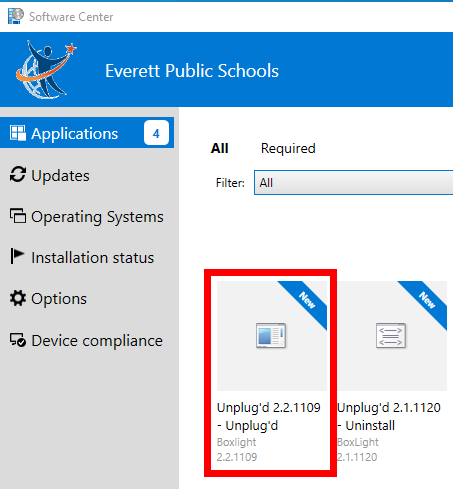 Software Center
Everett Public Schools
Applications 4
Updates
Operating Systems
Installation status
Options
Device compliance
All Required
Filter: All
New
Unplug'd 2.2.1109
- Unplug'd
Boxlight
2.2.1109
New
Unplug'd 2.1.1120
- Uninstall
BoxLight
2.1.1120